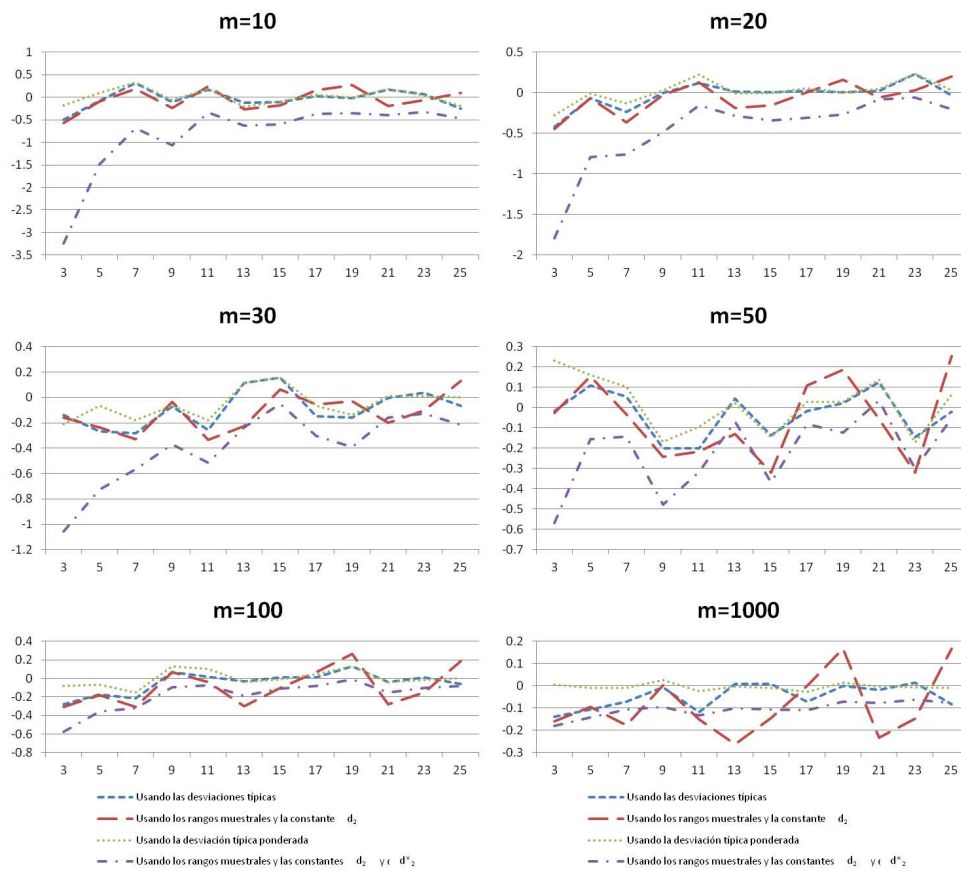 m=10
1
0.5
0
-0.5
-1
-1.5
-2
-2.5
-3
-3.5
3 5 7 9 11 13 15 17 19 21 23 25
m=20
0.5
0
-0.5
-1
-1.5
-2
3 5 7 9 11 13 15 17 19 21 23 25
m=30
0.4
0.2
0
-0.2
-0.4
-0.6
-0.8
-1
-1.2
3 5 7 9 11 13 15 17 19 21 23 25
m=50
0.3
0.2
0.1
0
-0.1
-0.2
-0.3
-0.4
-0.5
-0.6
-0.7
3 5 7 9 11 13 15 17 19 21 23 25
m=100
0.4
0.2
0
-0.2
-0.4
-0.6
-0.8
3 5 7 9 11 13 15 17 19 21 23 25
Usando las desviaciones típicas
Usando los rangos muestrales y la constante d₂
Usando la desviación típica ponderada
Usando los rangos muestrales y las constantes d₂ y d*₂
m=1000
0.2
0.1
0
-0.1
-0.2
-0.3
3 5 7 9 11 13 15 17 19 21 23 25
Usando las desviaciones típicas
Usando los rangos muestrales y la constante d₂
Usando la desviación típica ponderada
Usando los rangos muestrales y las constantes d₂ y d*₂